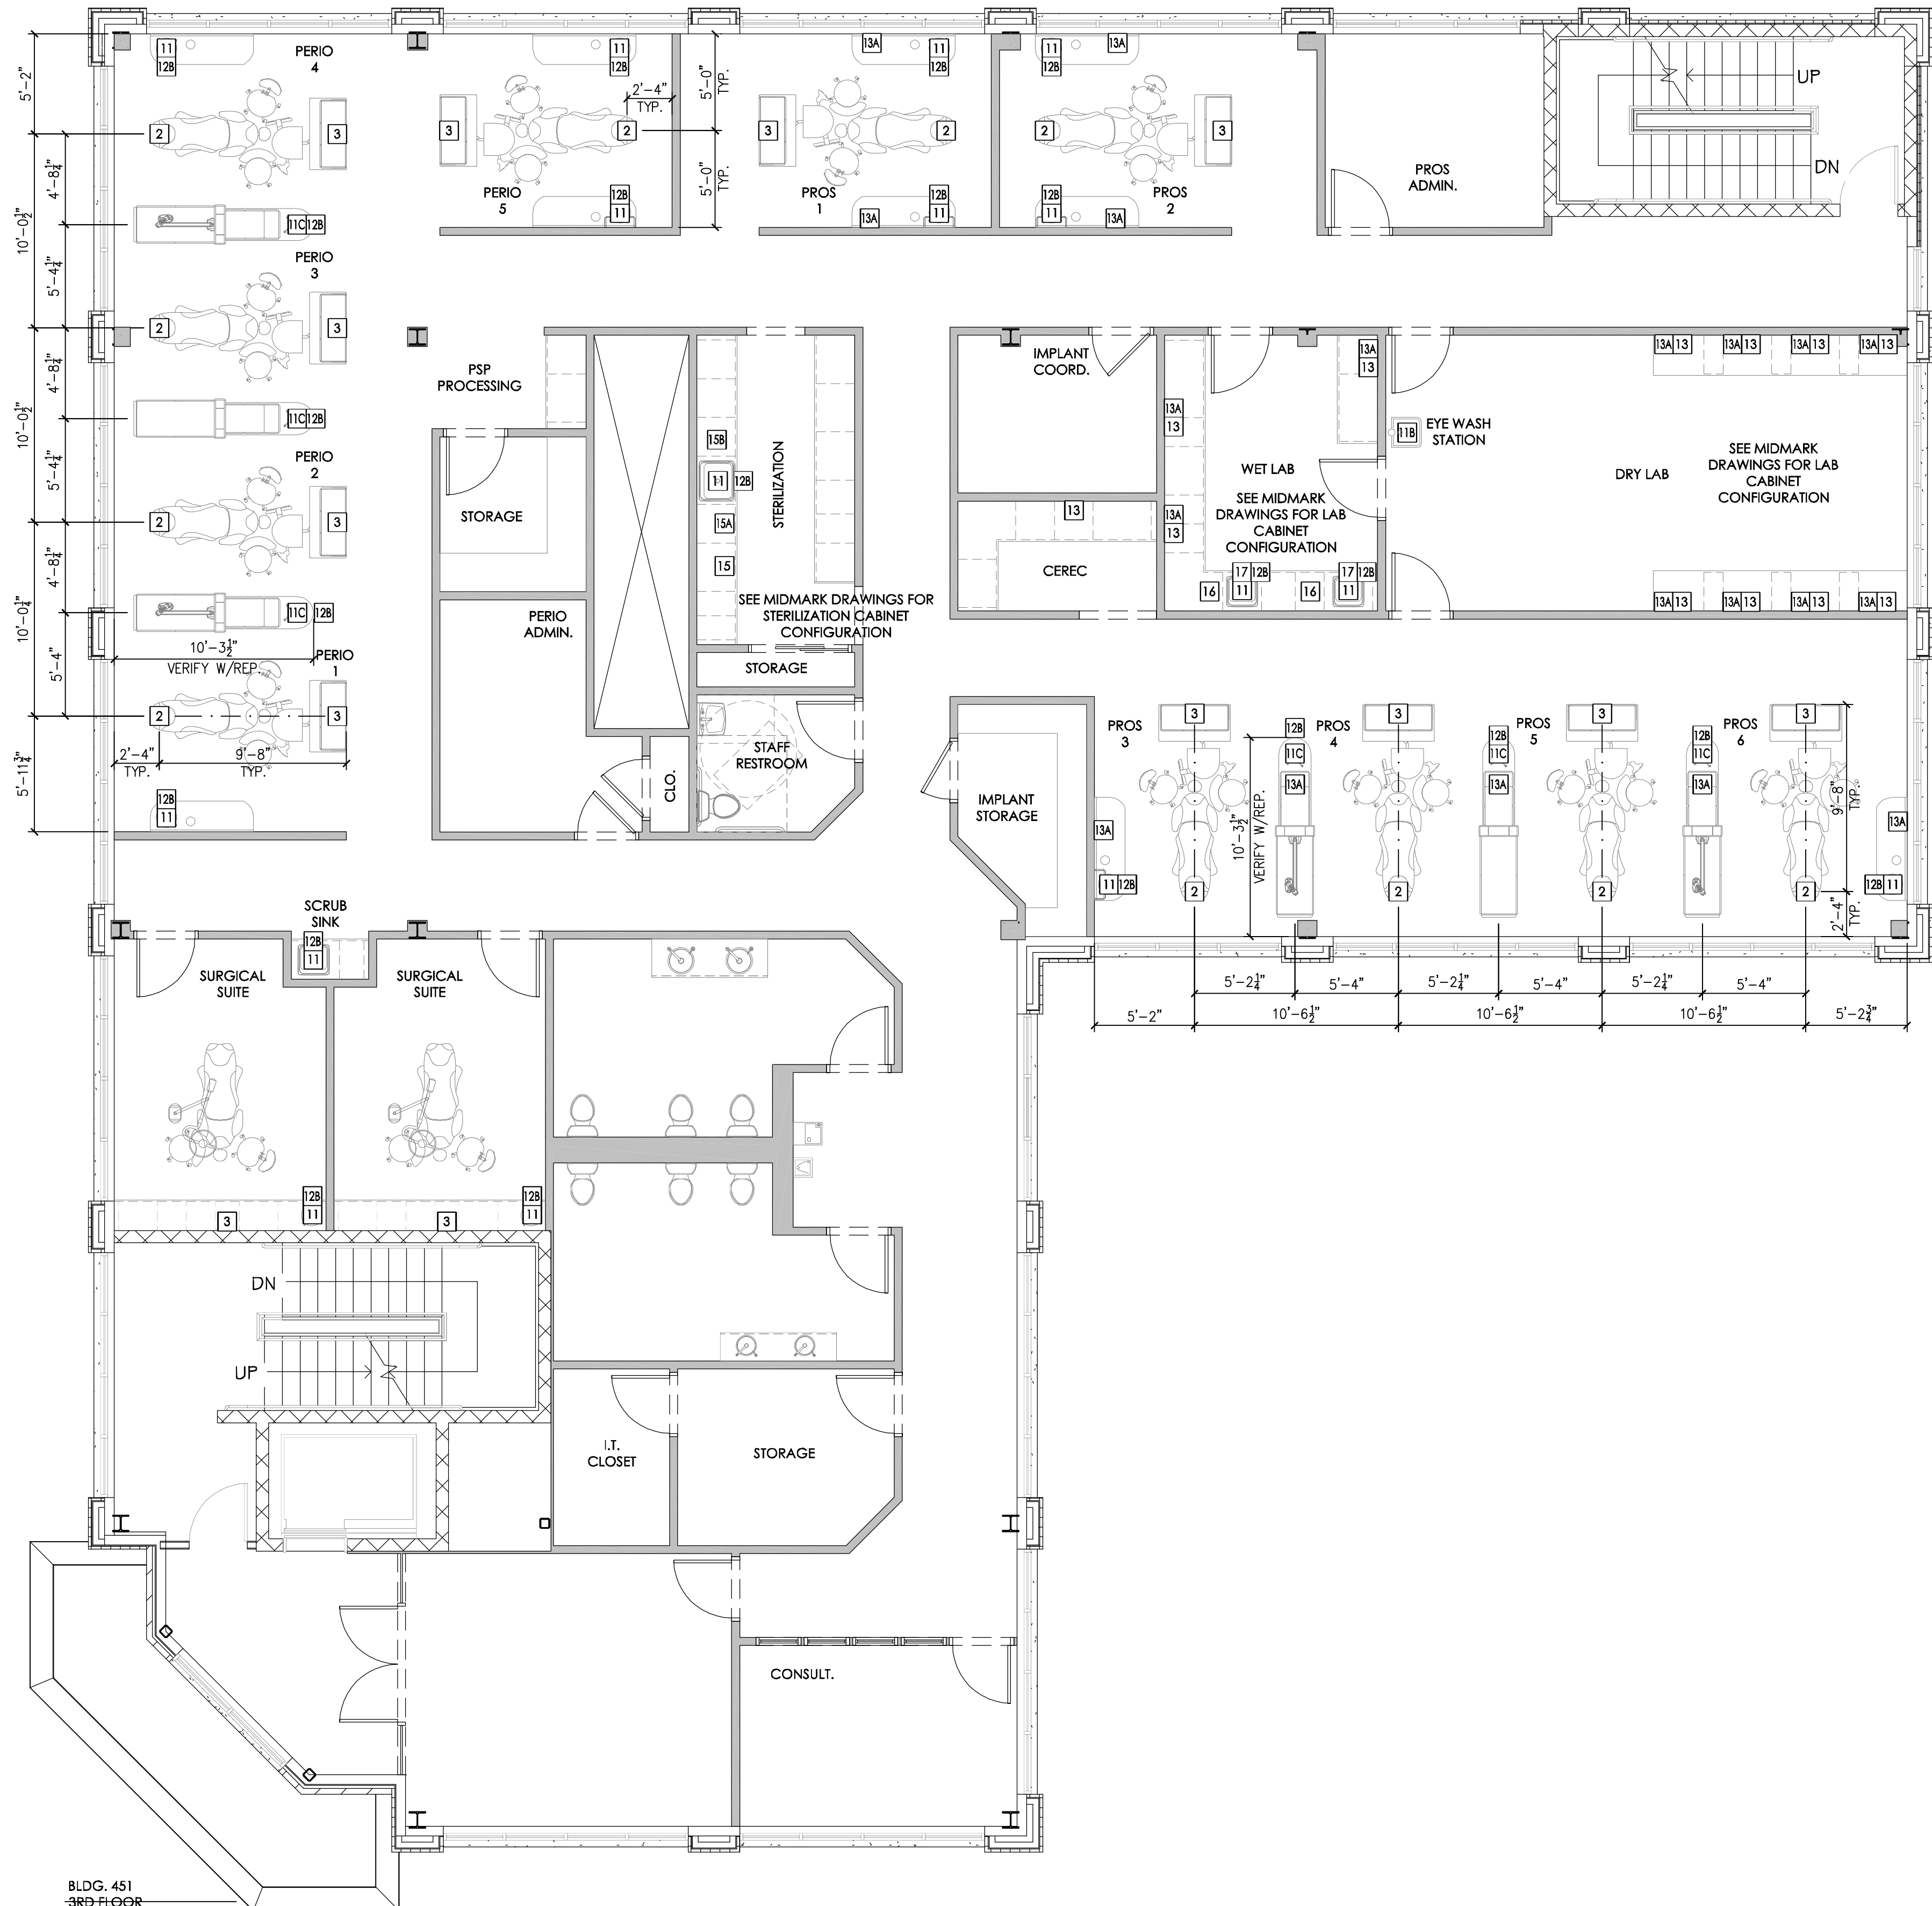 11
12B
PERIO
4
11
12B
13A
11
12B
11
12B
13A
5'-2"
2
3
3
2'-4"
TYP.
2
5'-0"
TYP.
3
2
2
3
UP
DN
4'-8¼"
10'-0½"
PERIO
5
12B
11
5'-0"
TYP.
PROS
1
13A
12B
11
12B
11
13A
PROS
2
PROS
ADMIN.
11C 12B
5'-4¼"
PERIO
3
2
3
4'-8¼"
10'-0½"
PSP
PROCESSING
11C 12B
5'-4¼"
PERIO
2
2
3
STORAGE
15B
11 12B
15A
15
STERILIZATION
SEE MIDMARK DRAWINGS FOR
STERILIZATION CABINET
CONFIGURATION
STORAGE
IMPLANT
COORD.
13
CEREC
13A
13
13A
13
13A
13
WET LAB
SEE MIDMARK
DRAWINGS FOR LAB
CABINET
CONFIGURATION
16
17 12B
11
16
17 12B
11
11B
EYE WASH
STATION
DRY LAB
SEE MIDMARK
DRAWINGS FOR LAB
CABINET
CONFIGURATION
13A 13
13A 13
13A 13
13A 13
13A 13
13A 13
13A 13
13A 13
4'-8¼"
10'-0¼"
11C 12B
10'-3½"
VERIFY W/REP.
5'-4"
PERIO
1
2
3
2'-4"
TYP.
9'-8"
TYP.
5'-11¾"
12B
11
PERIO
ADMIN.
CLO.
STAFF
RESTROOM
IMPLANT
STORAGE
PROS
3
3
12B
11C
13A
PROS
4
3
12B
11C
13A
PROS
5
3
12B
11C
13A
PROS
6
3
13A
11 12B
2
10'-3½"
VERIFY W/REP.
2
2
2
9'-8"
TYP.
13A
12B 11
2'-4"
TYP.
5'-2¼"
5'-4"
5'-2¼"
5'-4"
5'-2¼"
5'-4"
5'-2"
10'-6½"
10'-6½"
10'-6½"
5'-2¾"
SCRUB
SINK
12B
11
SURGICAL
SUITE
SURGICAL
SUITE
12B
11
3
12B
11
3
DN
UP
I.T.
CLOSET
STORAGE
CONSULT.
BLDG. 451
3RD FLOOR